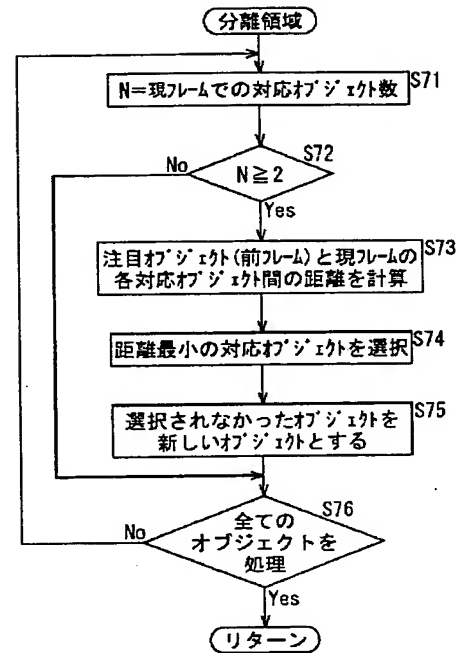 分離領域
S71
N=現フレームでの対応オブジェクト数
S72
No
N≧2
Yes
S73
注目オブジェクト(前フレーム)と現フレームの
各対応オブジェクト間の距離を計算
S74
距離最小の対応オブジェクトを選択
S75
選択されなかったオブジェクトを
新しいオブジェクトとする
S76
No
全ての
オブジェクトを
処理
Yes
リターン